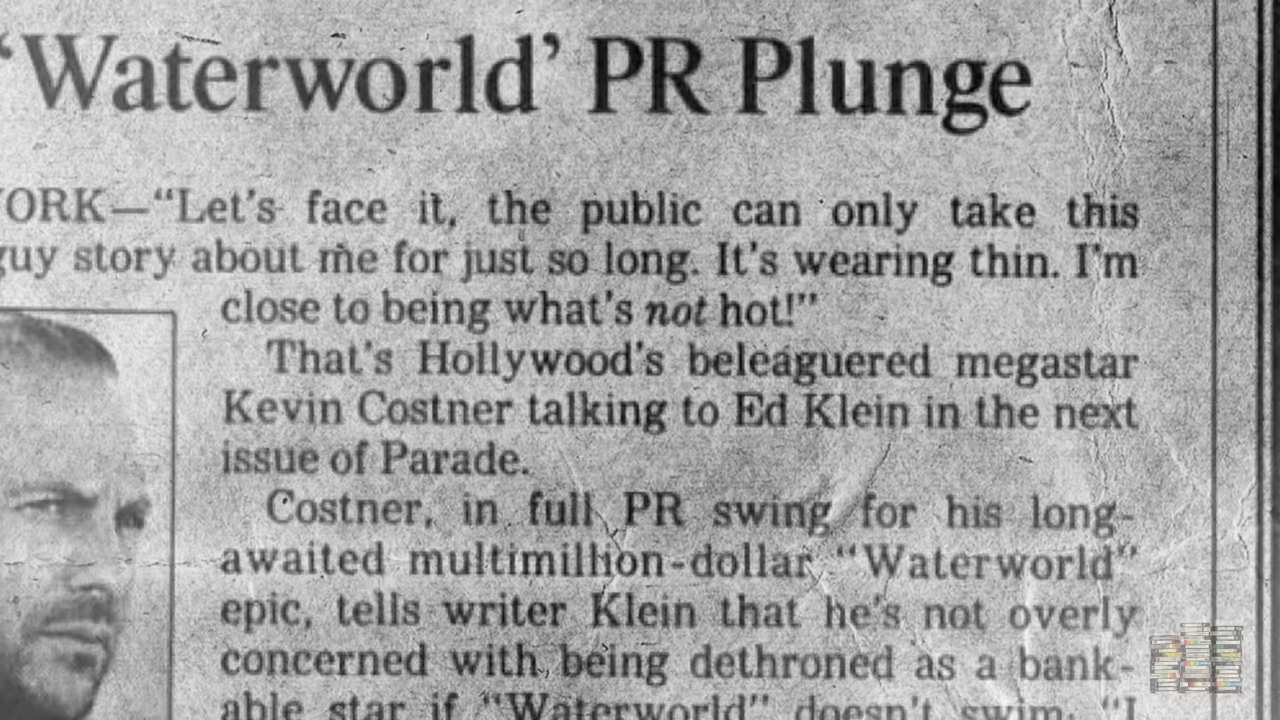 ‘Waterworld’ PR Plunge
ORK—“Let’s face it, the public can only take this
guy story about me for just so long. It’s wearing thin. I’m
close to being what’s not hot!”
That’s Hollywood’s beleaguered megastar
Kevin Costner talking to Ed Klein in the next
issue of Parade.
Costner, in full PR swing for his long-
awaited multimillion-dollar “Waterworld”
epic, tells writer Klein that he’s not overly
concerned with being dethroned as a bank-
able star if “Waterworld” doesn’t swim. “I